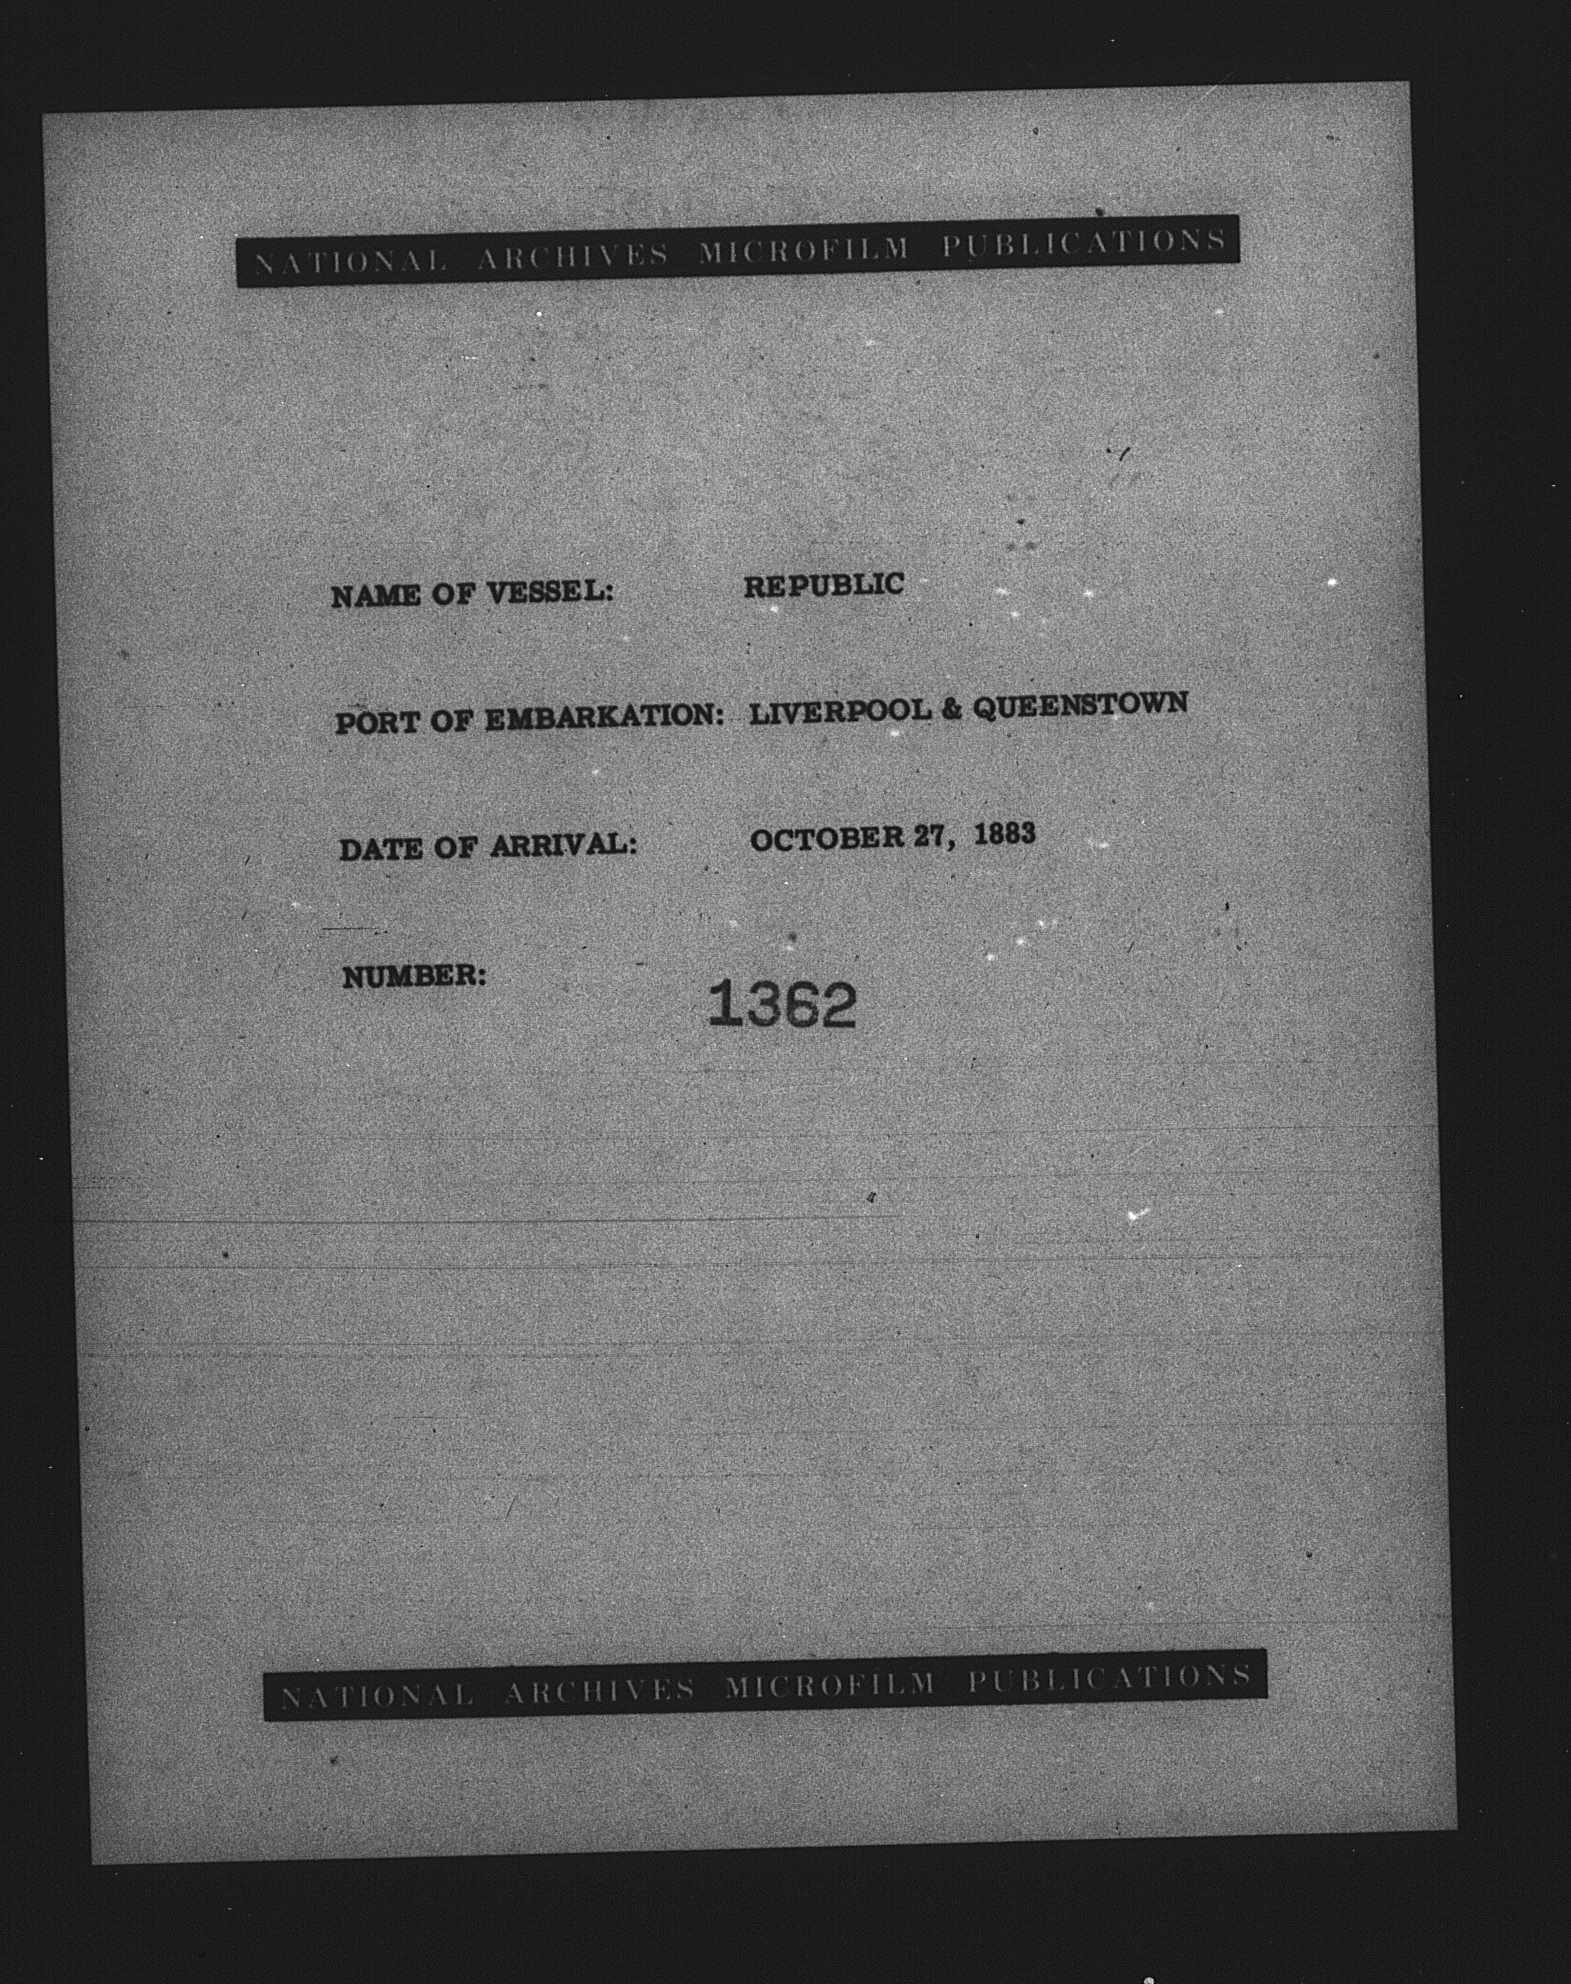 NATIONAL ARCHIVES MICROFILM PUBLICATIONS
NAME OF VESSEL: REPUBLIC
PORT OF EMBARKATION: LIVERPOOL & QUEENSTOWN
DATE OF ARRIVAL: OCTOBER 27, 1883
NUMBER: 1362
NATIONAL ARCHIVES MICROFILM PUBLICATIONS